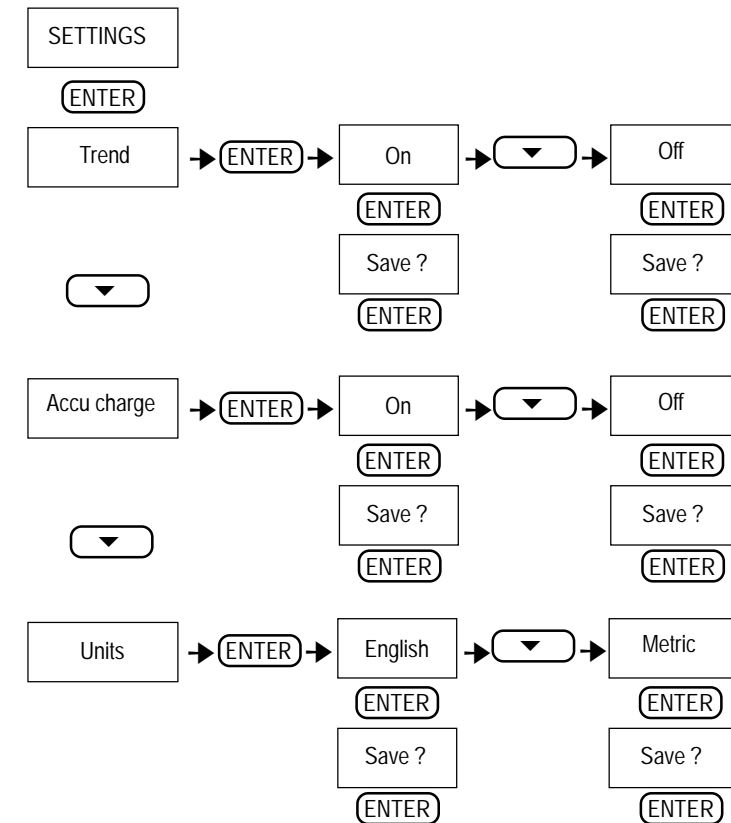 SETTINGS
ENTER
Trend ENTER On Off
ENTER ENTER
Save ? Save ?
ENTER ENTER
Accu charge ENTER On Off
ENTER ENTER
Save ? Save ?
ENTER ENTER
Units ENTER English Metric
ENTER ENTER
Save ? Save ?
ENTER ENTER